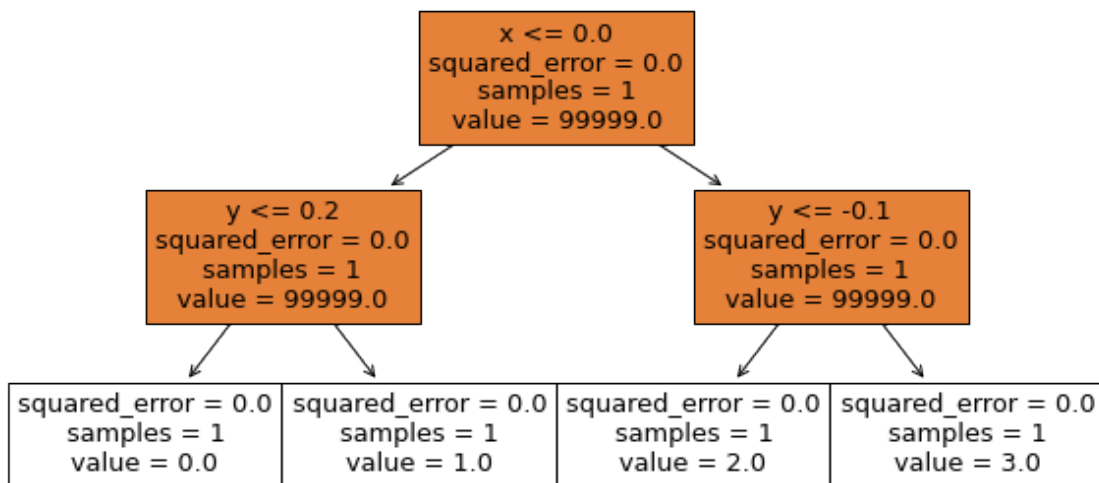 x <= 0.0
squared_error = 0.0
samples = 1
value = 99999.0
y <= 0.2
squared_error = 0.0
samples = 1
value = 99999.0
y <= -0.1
squared_error = 0.0
samples = 1
value = 99999.0
squared_error = 0.0
samples = 1
value = 0.0
squared_error = 0.0
samples = 1
value = 1.0
squared_error = 0.0
samples = 1
value = 2.0
squared_error = 0.0
samples = 1
value = 3.0